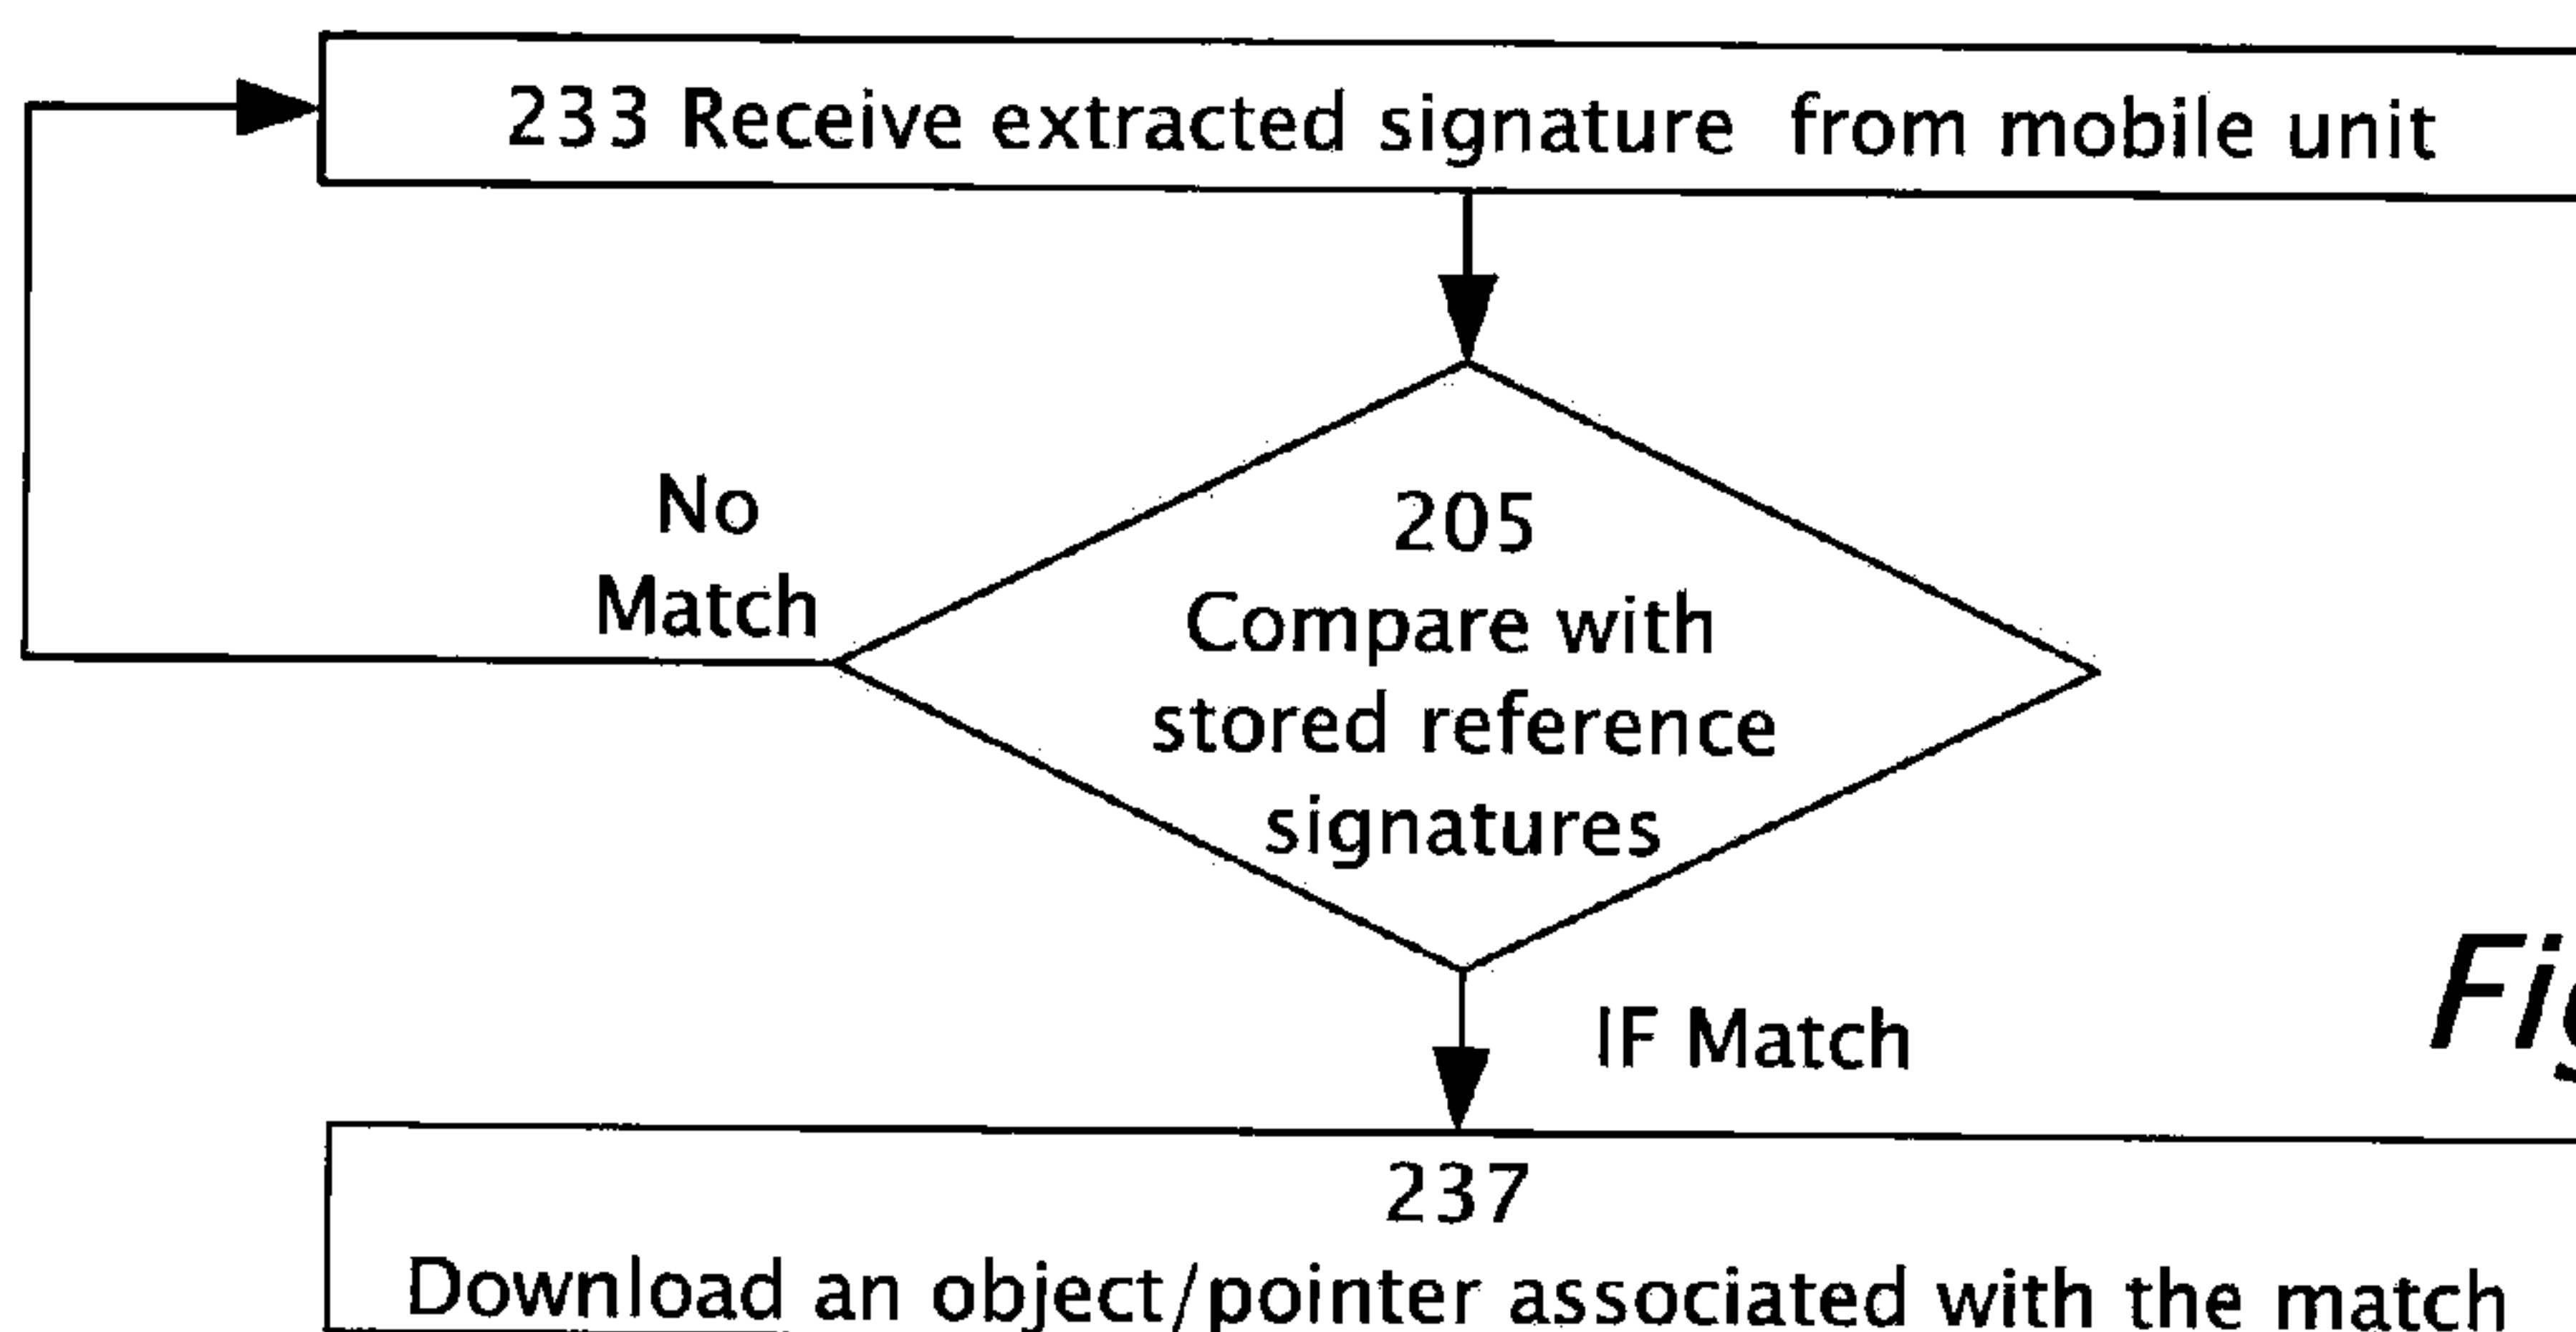 233 Receive extracted signature from mobile unit
No
Match
205
Compare with
stored reference
signatures
IF Match
237
Download an object/pointer associated with the match